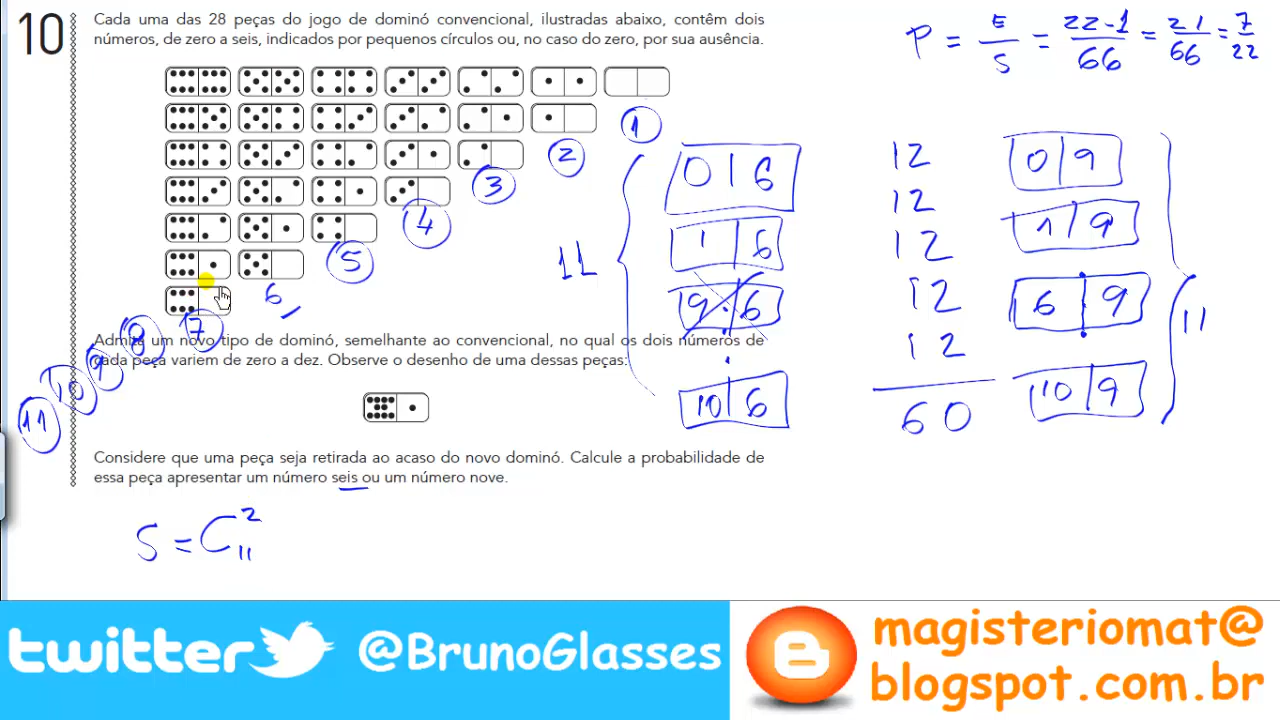 10
Cada uma das 28 peças do jogo de dominó convencional, ilustradas abaixo, contêm dois
números, de zero a seis, indicados por pequenos círculos ou, no caso do zero, por sua ausência.
P = E/S = 22-1/66 = 21/66 = 7/22
1
2
3
4
5
6
7
8
9
10
11
11
0 | 6
1 | 6
9 | 6
10 | 6
12
12
12
12
12
60
0 | 9
1 | 9
6 | 9
10 | 9
11
Admita um novo tipo de dominó, semelhante ao convencional, no qual os dois números de
cada peça variem de zero a dez. Observe o desenho de uma dessas peças:
Considere que uma peça seja retirada ao acaso do novo dominó. Calcule a probabilidade de
essa peça apresentar um número seis ou um número nove.
S = C 2 11
twitter @BrunoGlasses
magisteriomat@
blogspot.com.br